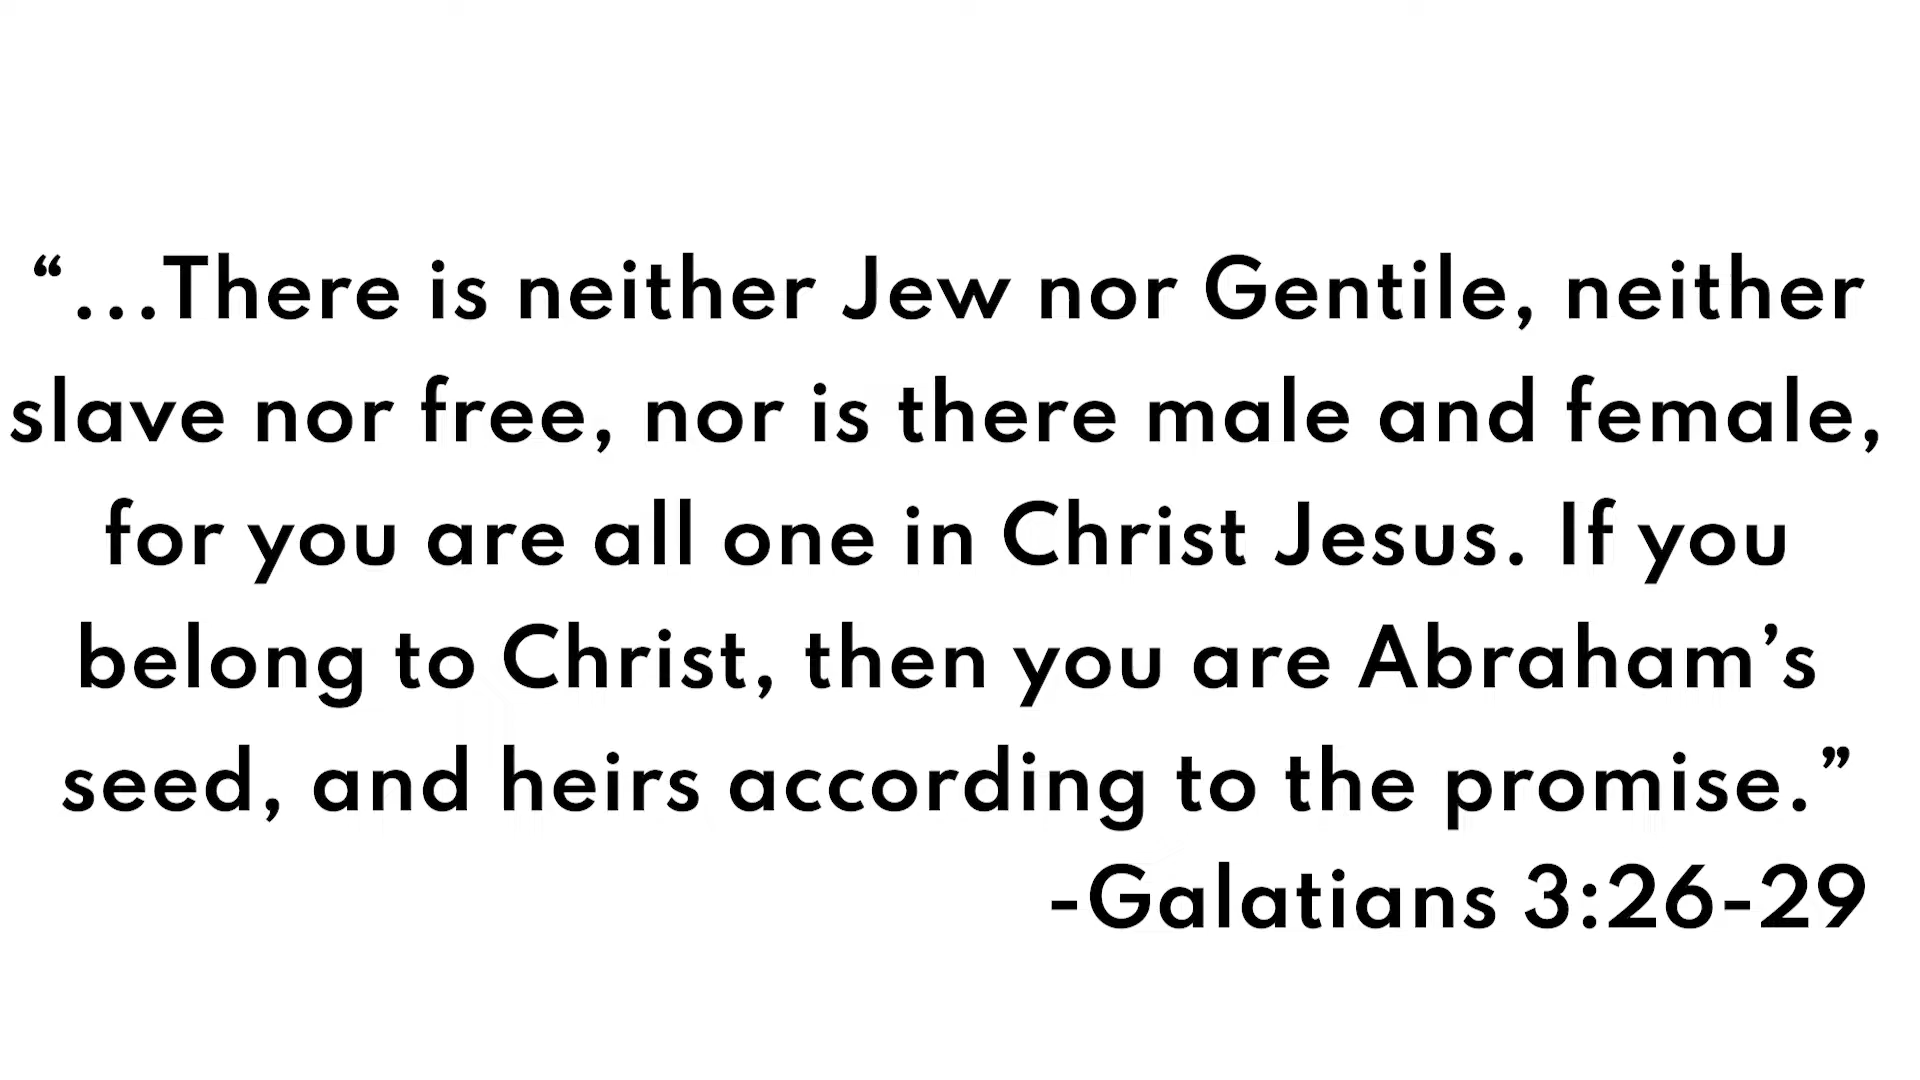 “...There is neither Jew nor Gentile, neither
slave nor free, nor is there male and female,
for you are all one in Christ Jesus. If you
belong to Christ, then you are Abraham’s
seed, and heirs according to the promise.”
-Galatians 3:26-29